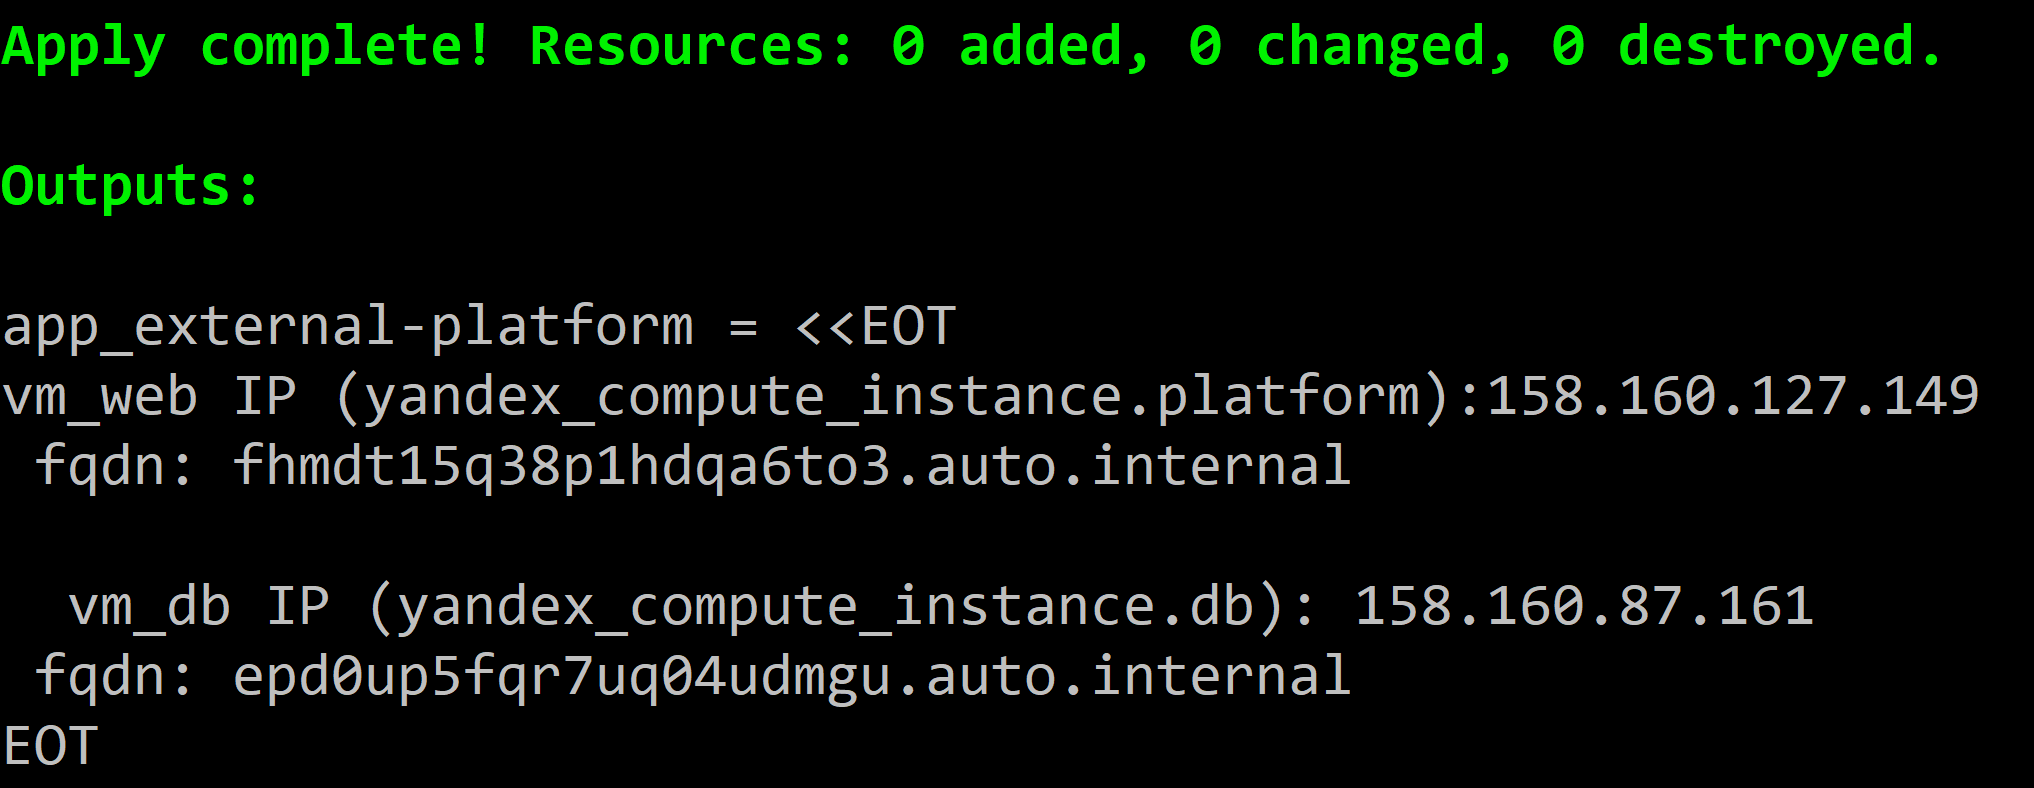 Apply complete! Resources: 0 added, 0 changed, 0 destroyed.
Outputs:
app_external-platform = <<EOT
vm_web IP (yandex_compute_instance.platform):158.160.127.149
fqdn: fhmdt15q38p1hdqa6to3.auto.internal
vm_db IP (yandex_compute_instance.db): 158.160.87.161
fqdn: epd0up5fqr7uq04udmgu.auto.internal
EOT